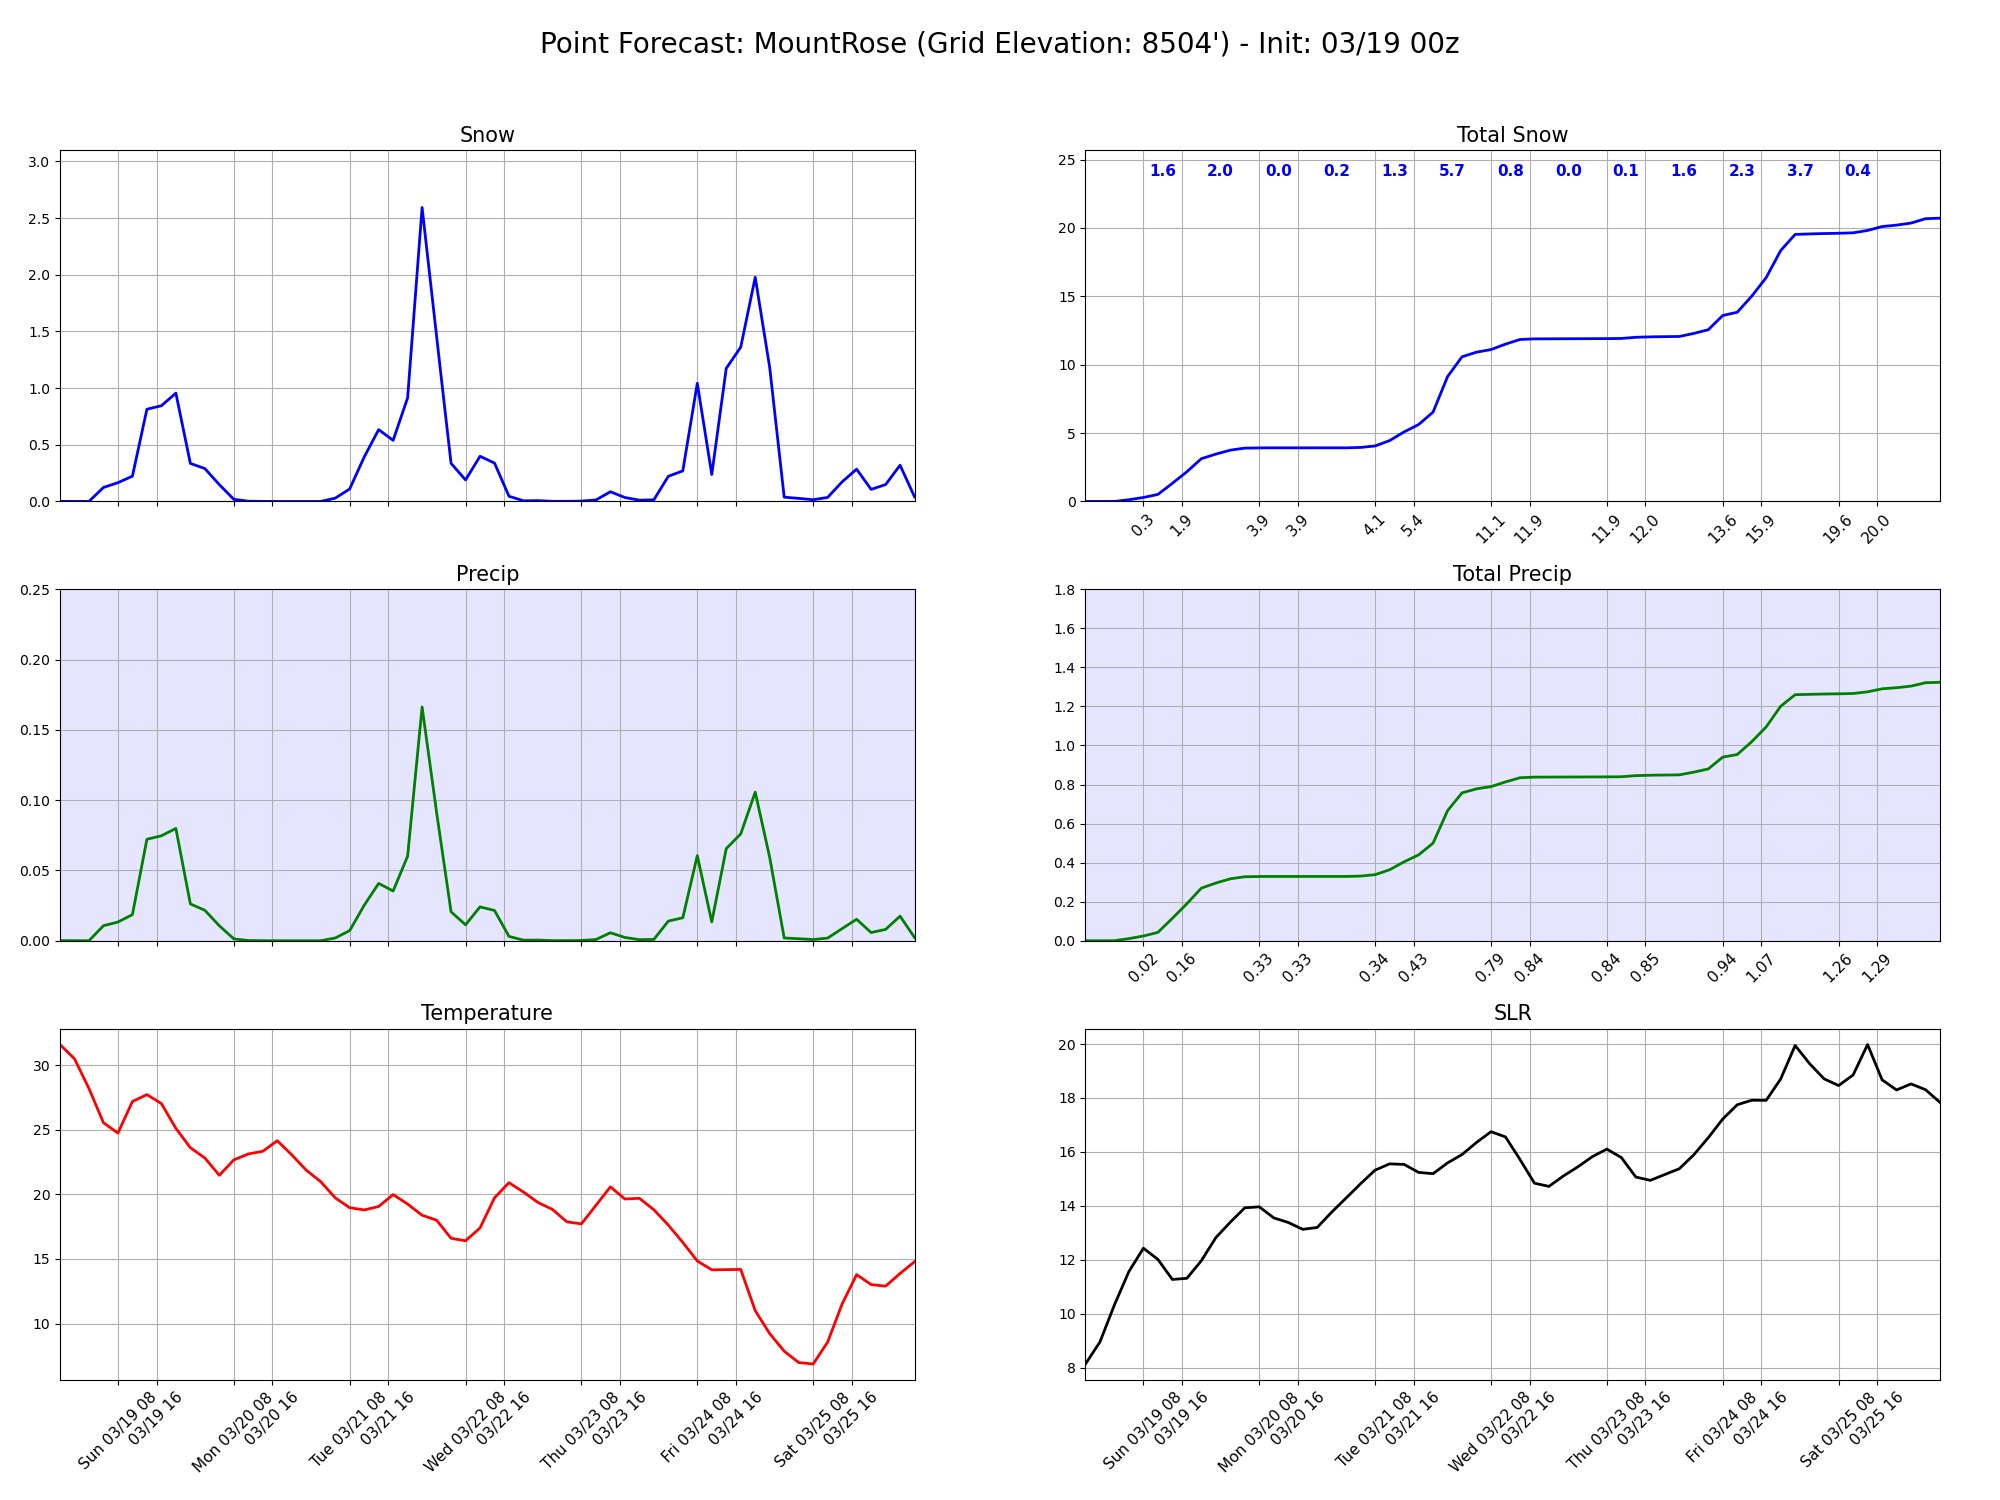 Point Forecast: MountRose (Grid Elevation: 8504') - Init: 03/19 00z
Snow
3.0
2.5
2.0
1.5
1.0
0.5
0.0
Total Snow
1.6 2.0 0.0 0.2 1.3 5.7 0.8 0.0 0.1 1.6 2.3 3.7 0.4
25
20
15
10
5
0
0.3 1.9 3.9 3.9 4.1 5.4 11.1 11.9 11.9 12.0 13.6 15.9 19.6 20.0
Precip
0.25
0.20
0.15
0.10
0.05
0.00
Total Precip
1.8
1.6
1.4
1.2
1.0
0.8
0.6
0.4
0.2
0.0
0.02 0.16 0.33 0.33 0.34 0.43 0.79 0.84 0.84 0.85 0.94 1.07 1.26 1.29
Temperature
30
25
20
15
10
Sun 03/19 08
03/19 16
Mon 03/20 08
03/20 16
Tue 03/21 08
03/21 16
Wed 03/22 08
03/22 16
Thu 03/23 08
03/23 16
Fri 03/24 08
03/24 16
Sat 03/25 08
03/25 16
SLR
20
18
16
14
12
10
8
Sun 03/19 08
03/19 16
Mon 03/20 08
03/20 16
Tue 03/21 08
03/21 16
Wed 03/22 08
03/22 16
Thu 03/23 08
03/23 16
Fri 03/24 08
03/24 16
Sat 03/25 08
03/25 16